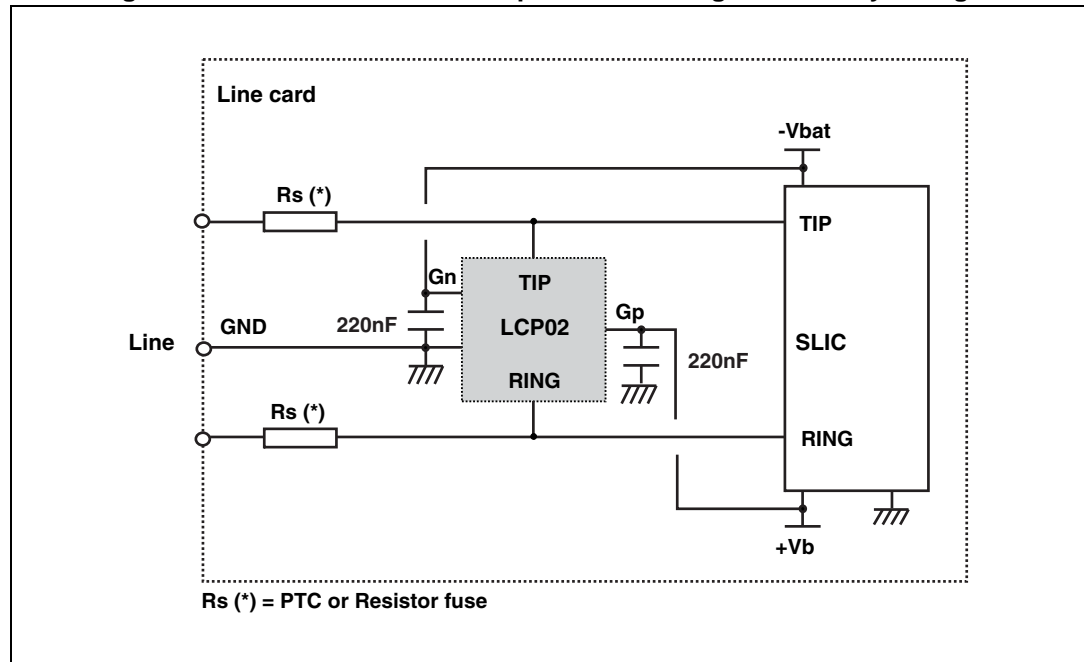 Line card
-Vbat
Rs (*)
TIP
Gn
TIP
Gp
GND
220nF
LCP02
Line
SLIC
220nF
RING
Rs (*)
RING
+Vb
Rs (*) = PTC or Resistor fuse